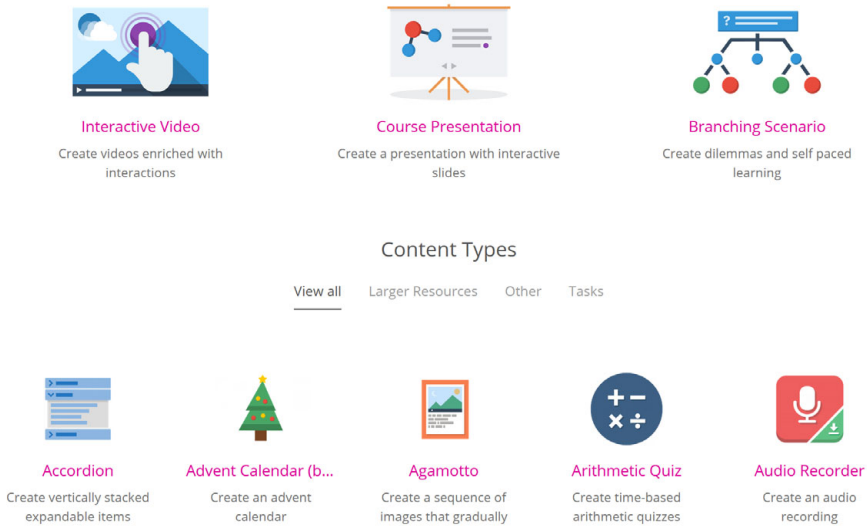 Interactive Video
Create videos enriched with
interactions
Course Presentation
Create a presentation with interactive
slides
?
Branching Scenario
Create dilemmas and self paced
learning
Content Types
View all Larger Resources Other Tasks
Accordion
Create vertically stacked
expandable items
Advent Calendar (b...
Create an advent
calendar
Agamotto
Create a sequence of
images that gradually
+ −
× ÷
Arithmetic Quiz
Create time-based
arithmetic quizzes
Audio Recorder
Create an audio
recording